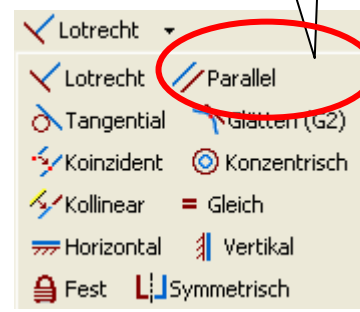 Lotrecht
Lotrecht Parallel
Tangential Glätten (G2)
Koinzident Konzentrisch
Kollinear Gleich
Horizontal Vertikal
Fest Symmetrisch